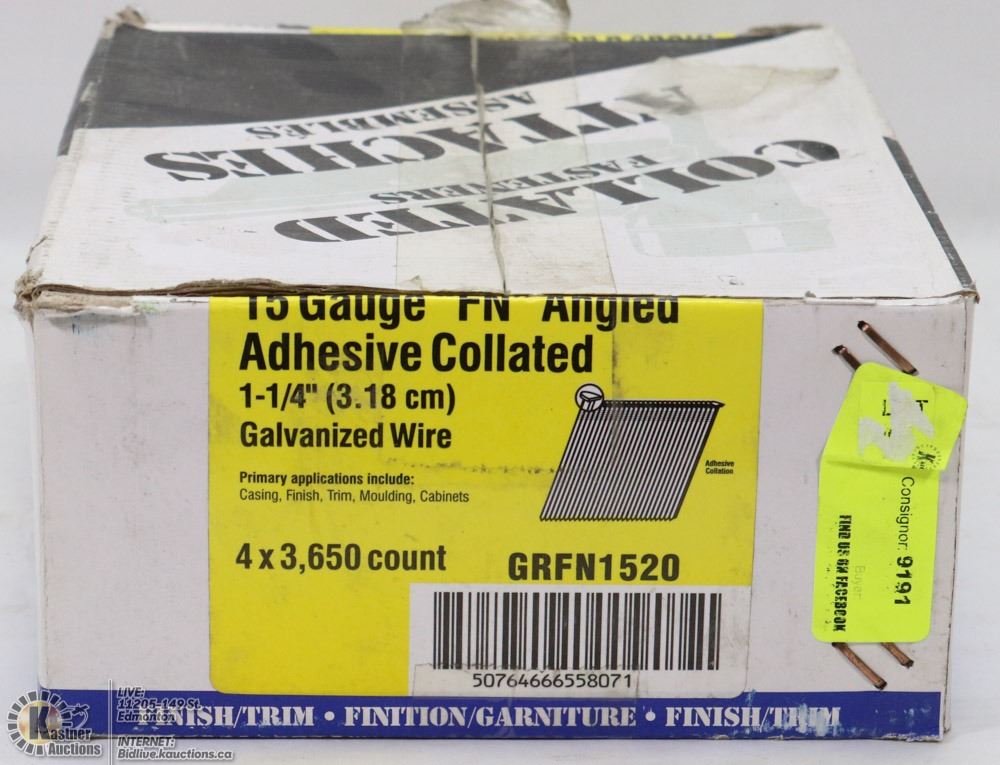 COLLATED
FASTENERS
ATTACHES
ASSEMBLÉS
15 Gauge "FN" Angled
Adhesive Collated
1-1/4" (3.18 cm)
Galvanized Wire
Primary applications include:
Casing, Finish, Trim, Moulding, Cabinets
Adhesive
Collation
4 x 3,650 count
GRFN1520
50764666558071
FINISH/TRIM • FINITION/GARNITURE • FINISH/TRIM
Consignor: 9191
Buyer:
FIND US ON FACEBOOK
K
Kastner
Auctions
LIVE:
11205-149 St.
Edmonton
INTERNET:
Bidlive.kauctions.ca